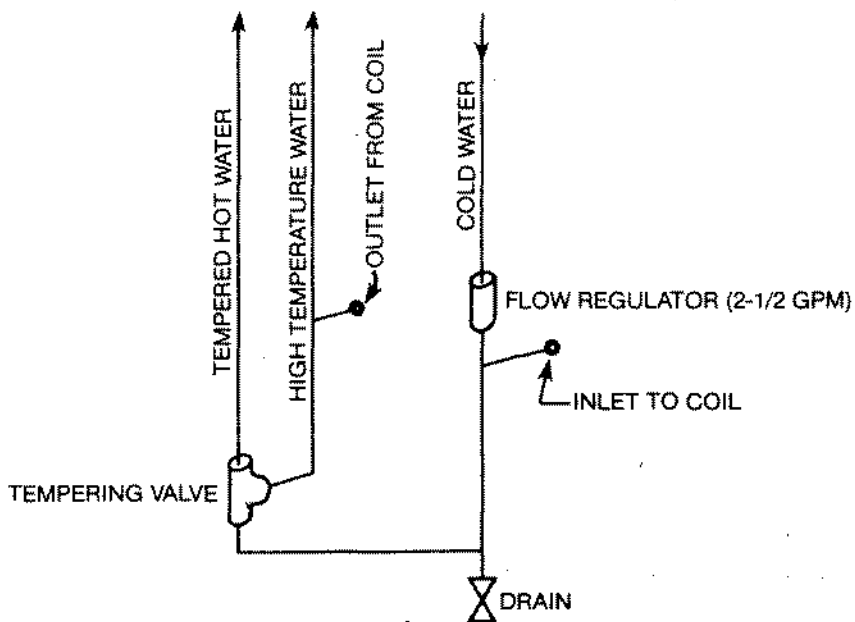 TEMPERED HOT WATER
HIGH TEMPERATURE WATER
OUTLET FROM COIL
COLD WATER
FLOW REGULATOR (2-1/2 GPM)
INLET TO COIL
TEMPERING VALVE
DRAIN